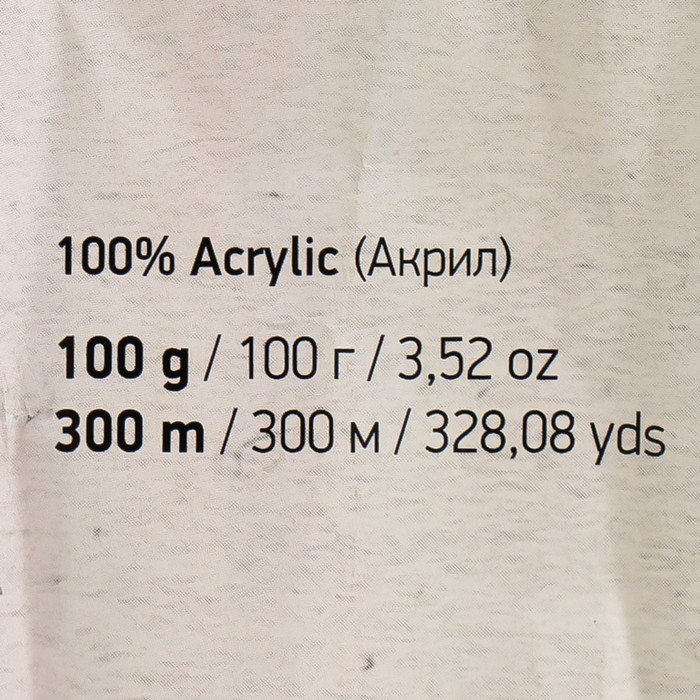 100% Acrylic (Акрил)
100 g / 100 г / 3,52 oz
300 m / 300 м / 328,08 yds